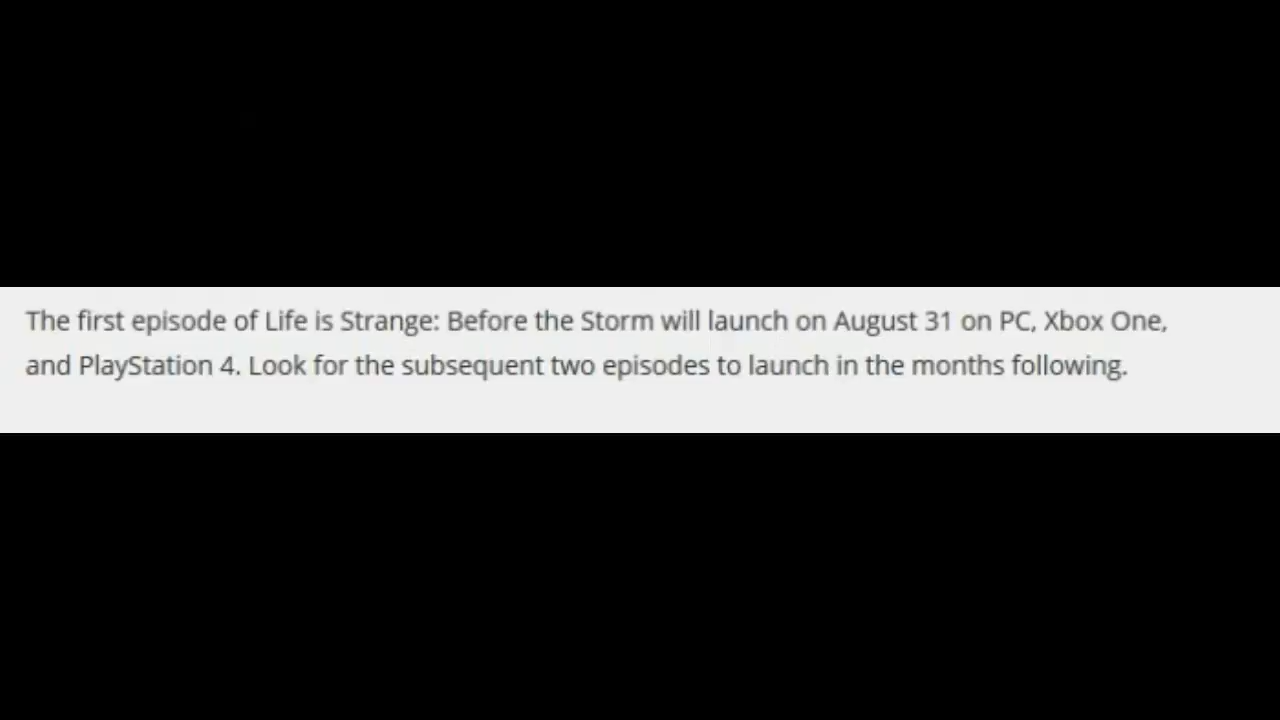 The first episode of Life is Strange: Before the Storm will launch on August 31 on PC, Xbox One,
and PlayStation 4. Look for the subsequent two episodes to launch in the months following.